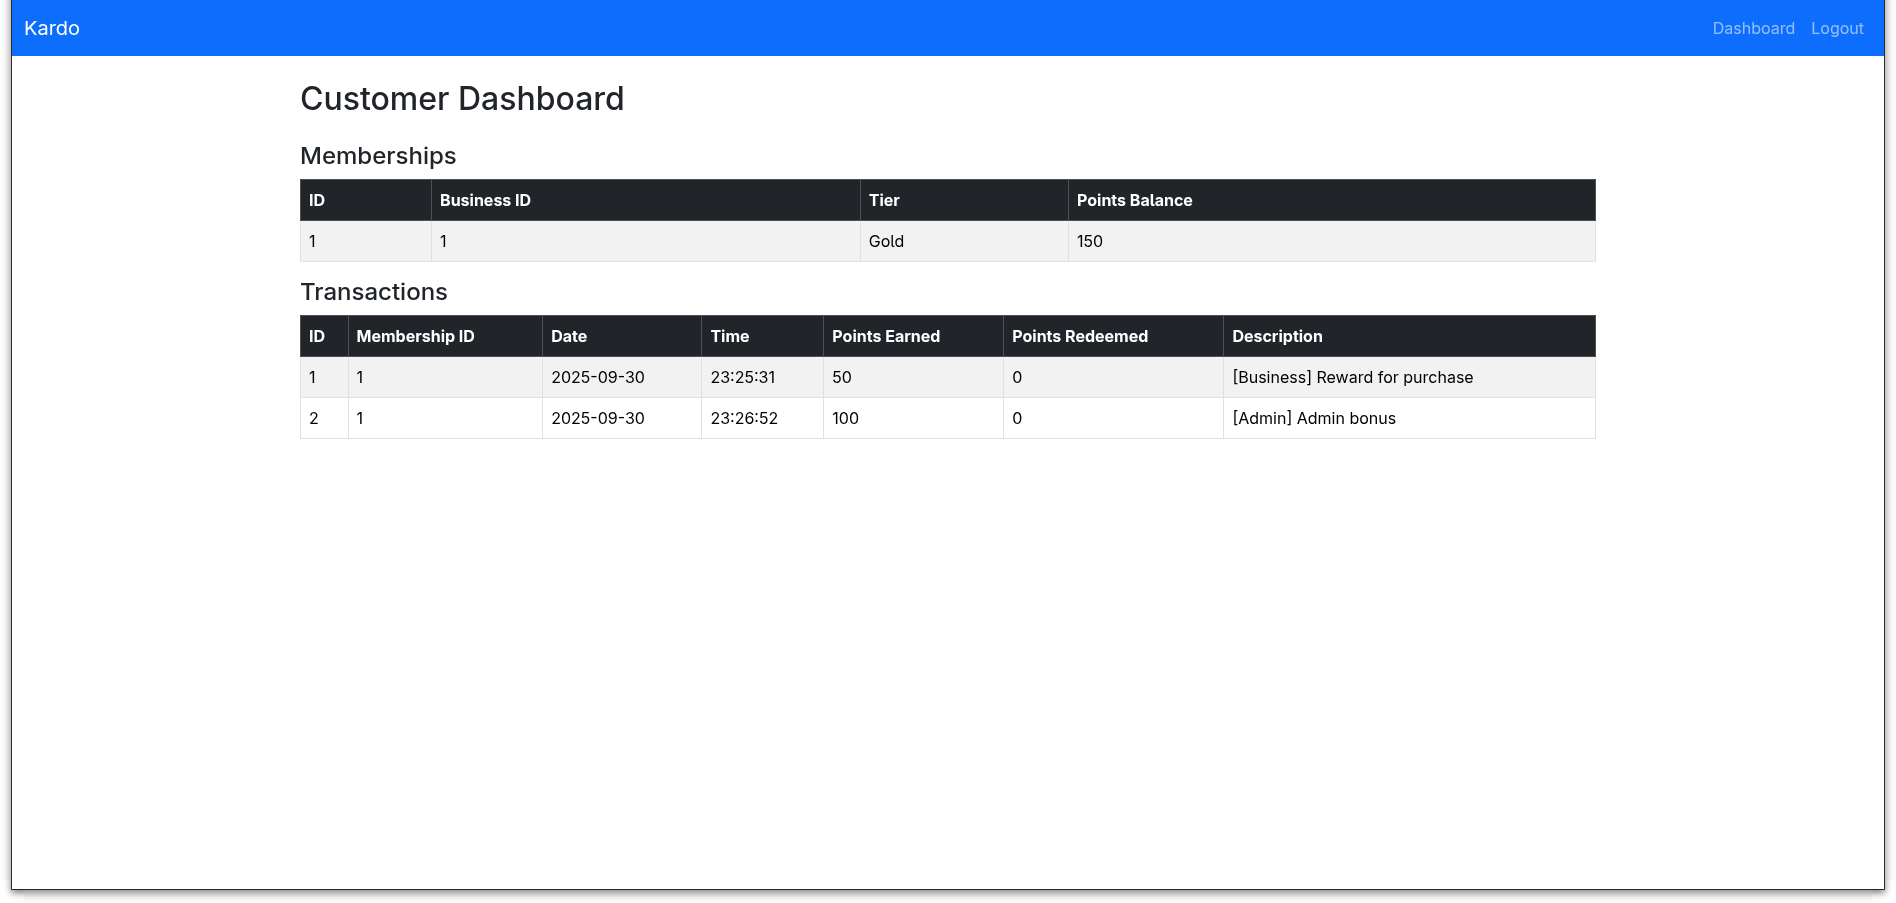 Kardo Dashboard Logout
Customer Dashboard
Memberships
ID Business ID Tier Points Balance
1 1 Gold 150
Transactions
ID Membership ID Date Time Points Earned Points Redeemed Description
1 1 2025-09-30 23:25:31 50 0 [Business] Reward for purchase
2 1 2025-09-30 23:26:52 100 0 [Admin] Admin bonus